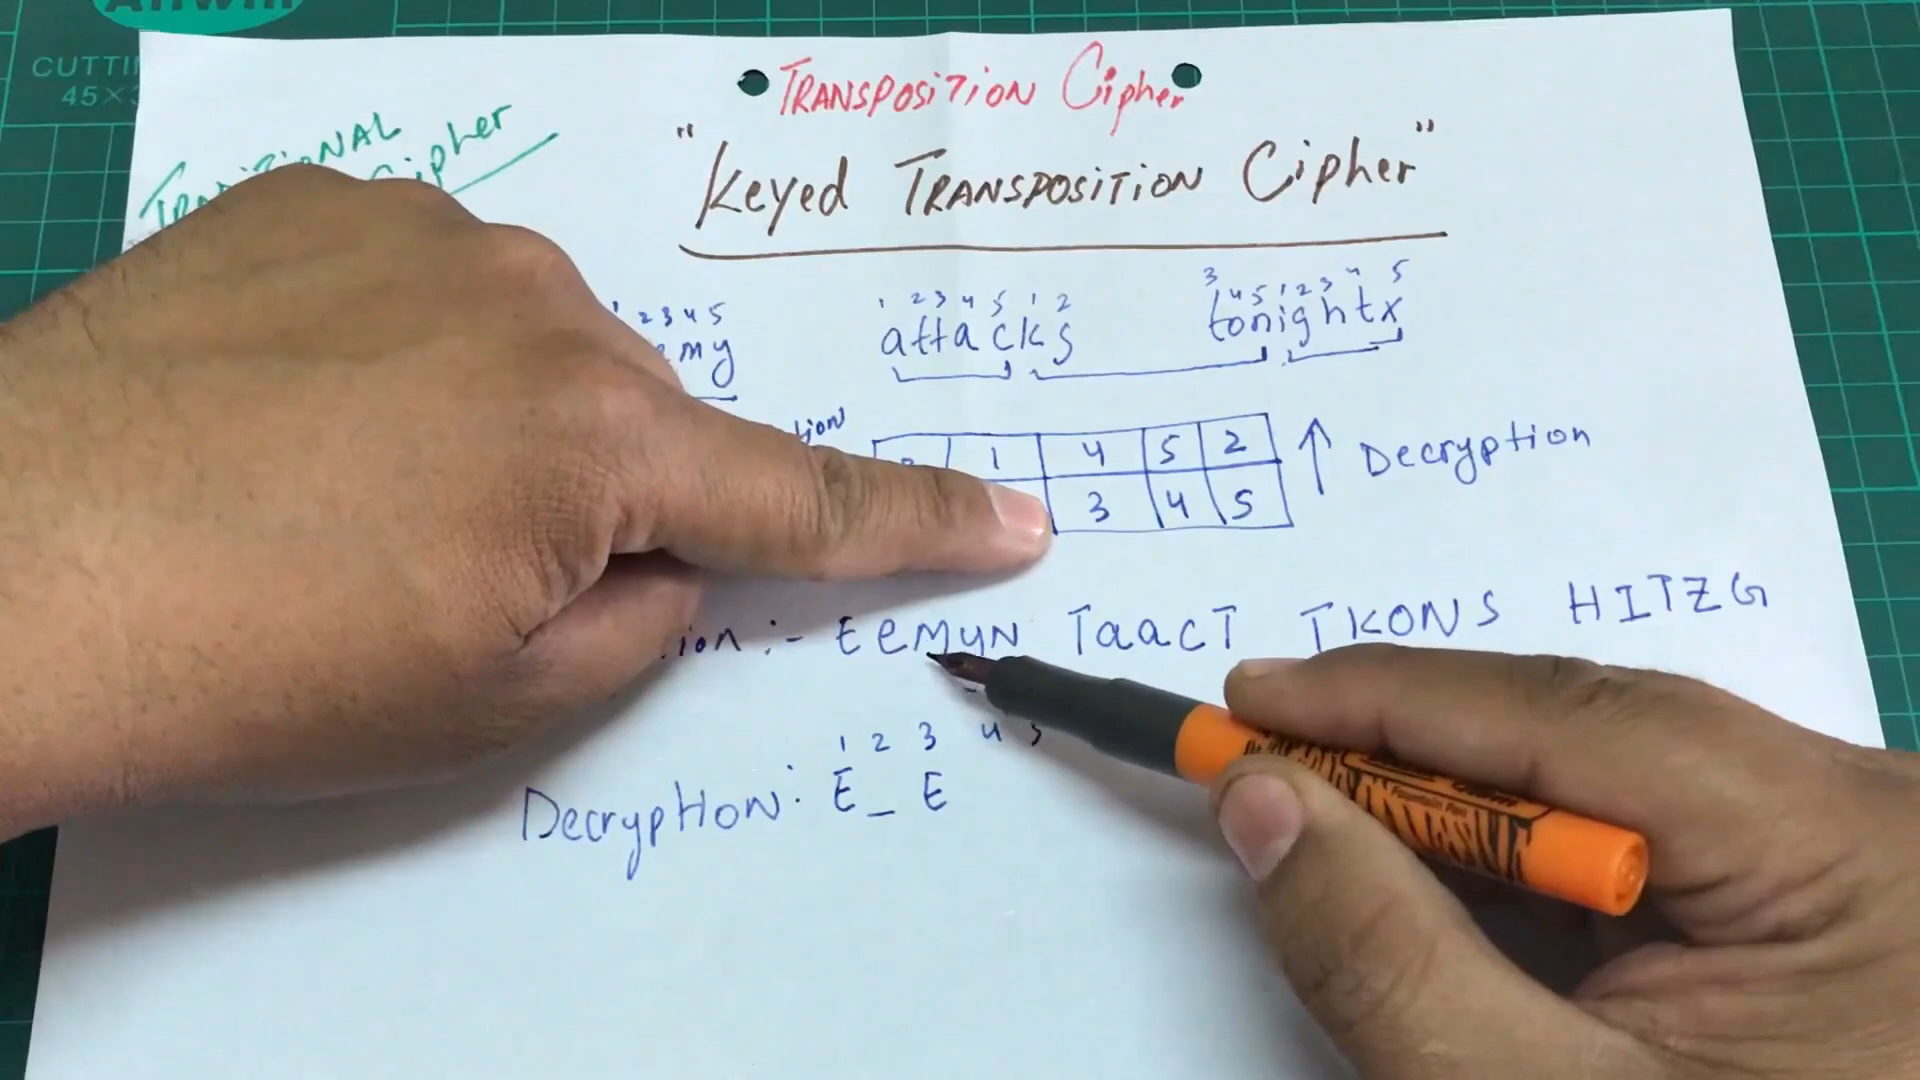 TRANSPOSITION Cipher
"Keyed TRANSPOSITION Cipher"
Cipher
2 3 4 5
my
1 2 3 4 5 1 2
attacks
3 4 5 1 2 3 4 5
tonightx
1 4 5 2
3 4 5
↑ Decryption
:- EeMyN TaacT TKONS HITZG
1 2 3 4 5
Decryption: E _ E
CUTTI
45×